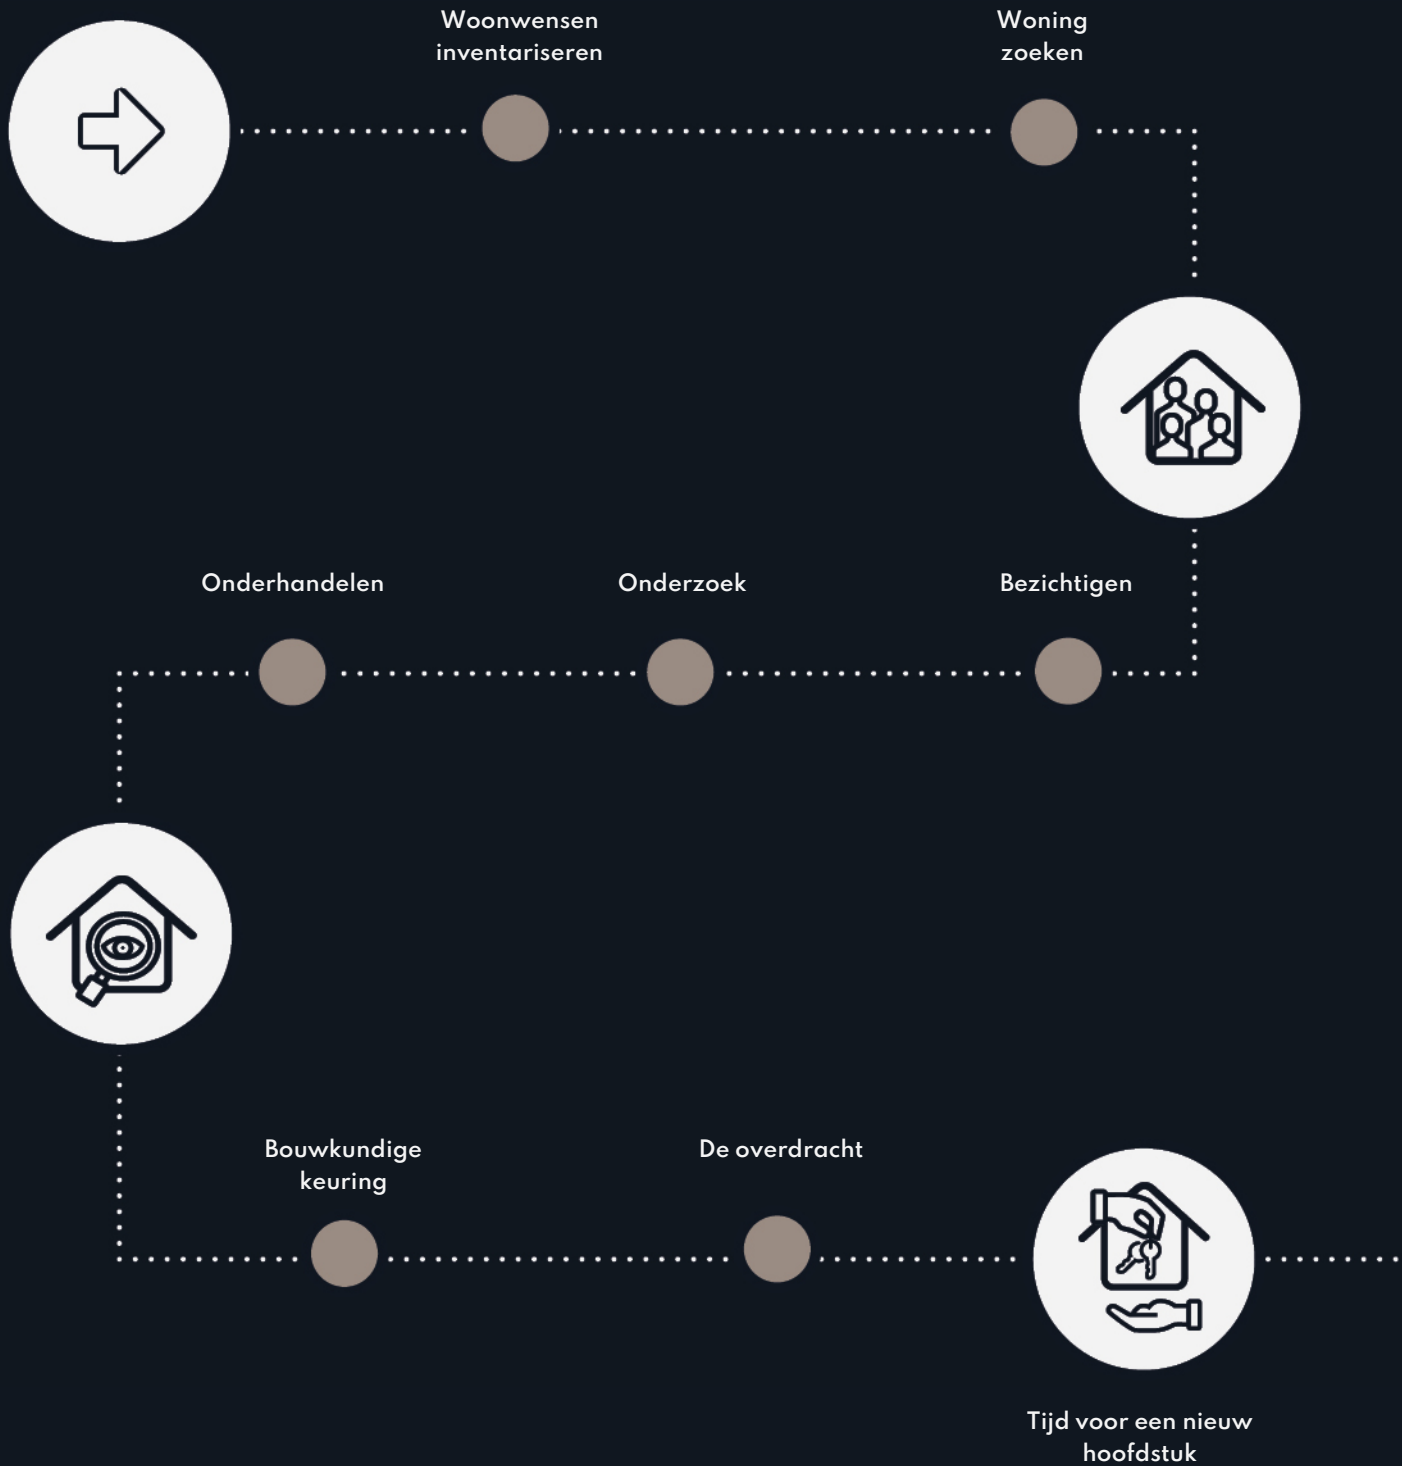 Woonwensen
inventariseren
Woning
zoeken
Onderhandelen
Onderzoek
Bezichtigen
Bouwkundige
keuring
De overdracht
Tijd voor een nieuw
hoofdstuk